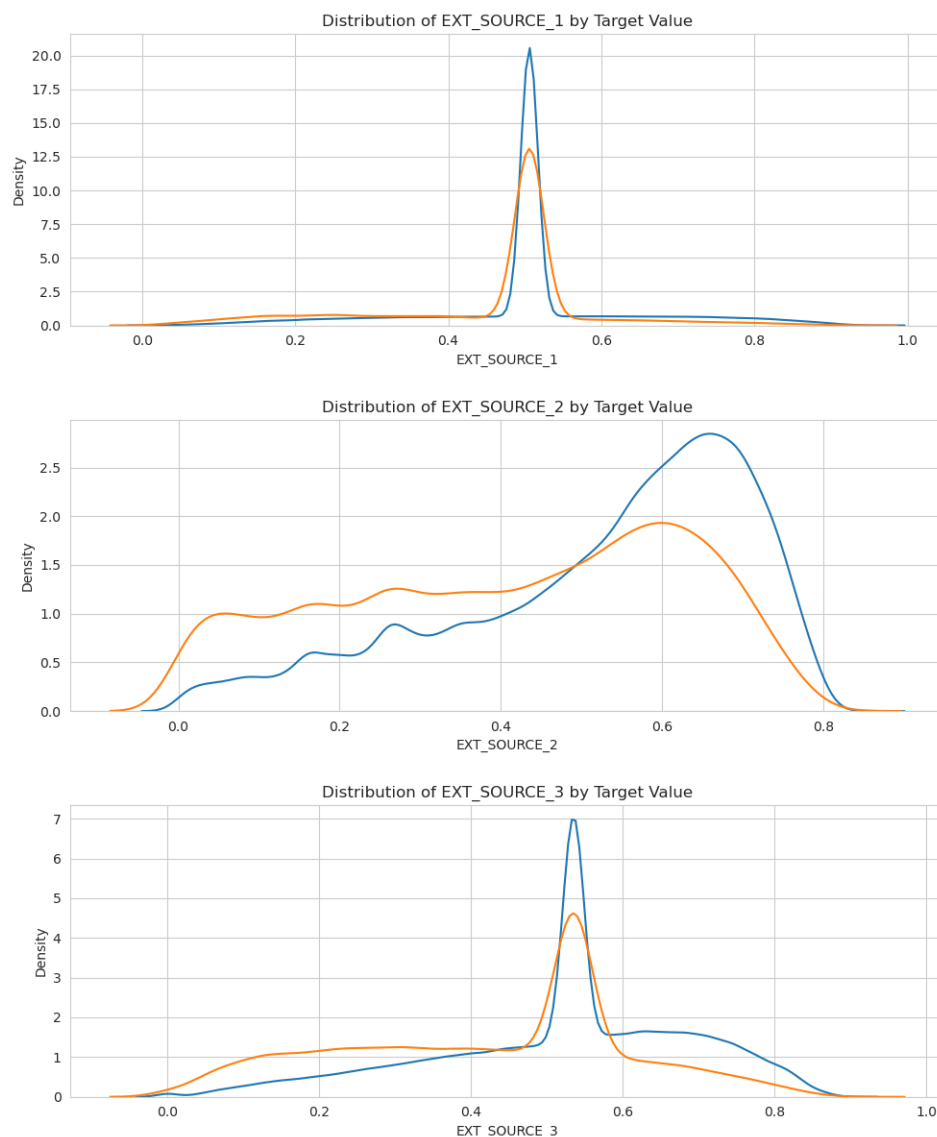 Distribution of EXT_SOURCE_1 by Target Value
20.0
17.5
15.0
12.5
10.0
7.5
5.0
2.5
0.0
Density
0.0 0.2 0.4 0.6 0.8 1.0
EXT_SOURCE_1
Distribution of EXT_SOURCE_2 by Target Value
2.5
2.0
1.5
1.0
0.5
0.0
Density
0.0 0.2 0.4 0.6 0.8
EXT_SOURCE_2
Distribution of EXT_SOURCE_3 by Target Value
7
6
5
4
3
2
1
0
Density
0.0 0.2 0.4 0.6 0.8 1.0
EXT_SOURCE_3